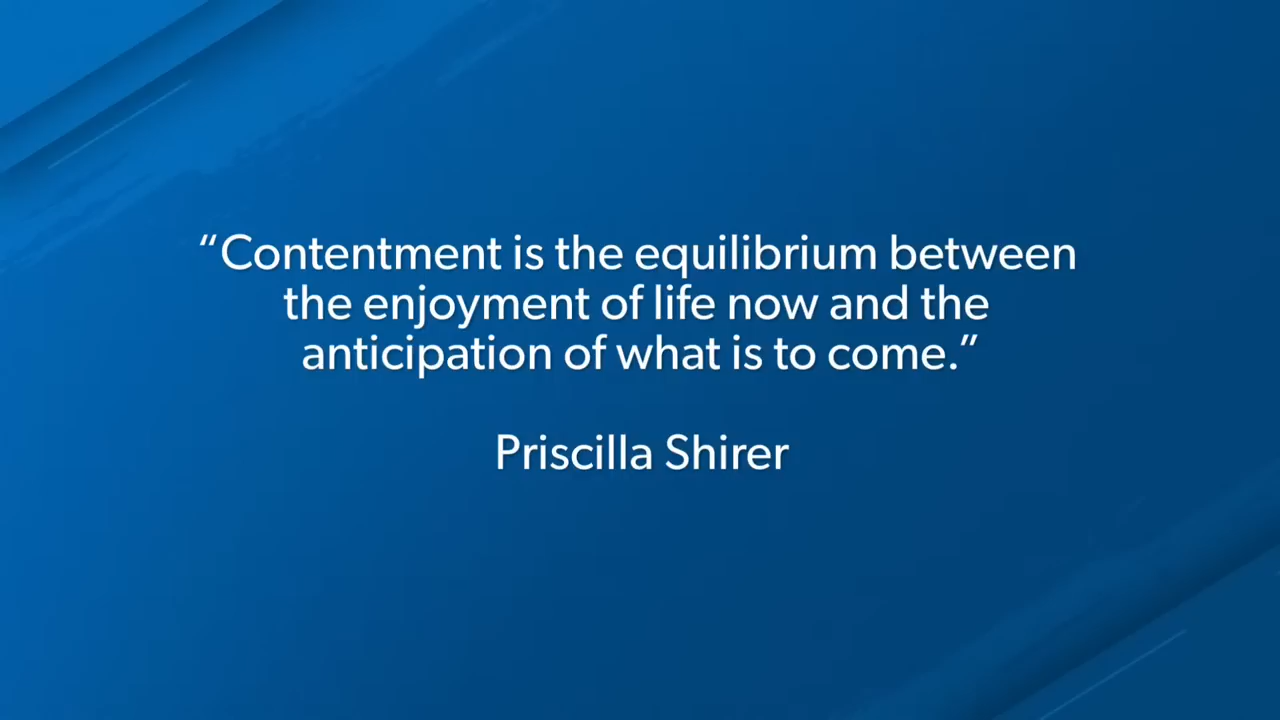 “Contentment is the equilibrium between
the enjoyment of life now and the
anticipation of what is to come.”
Priscilla Shirer